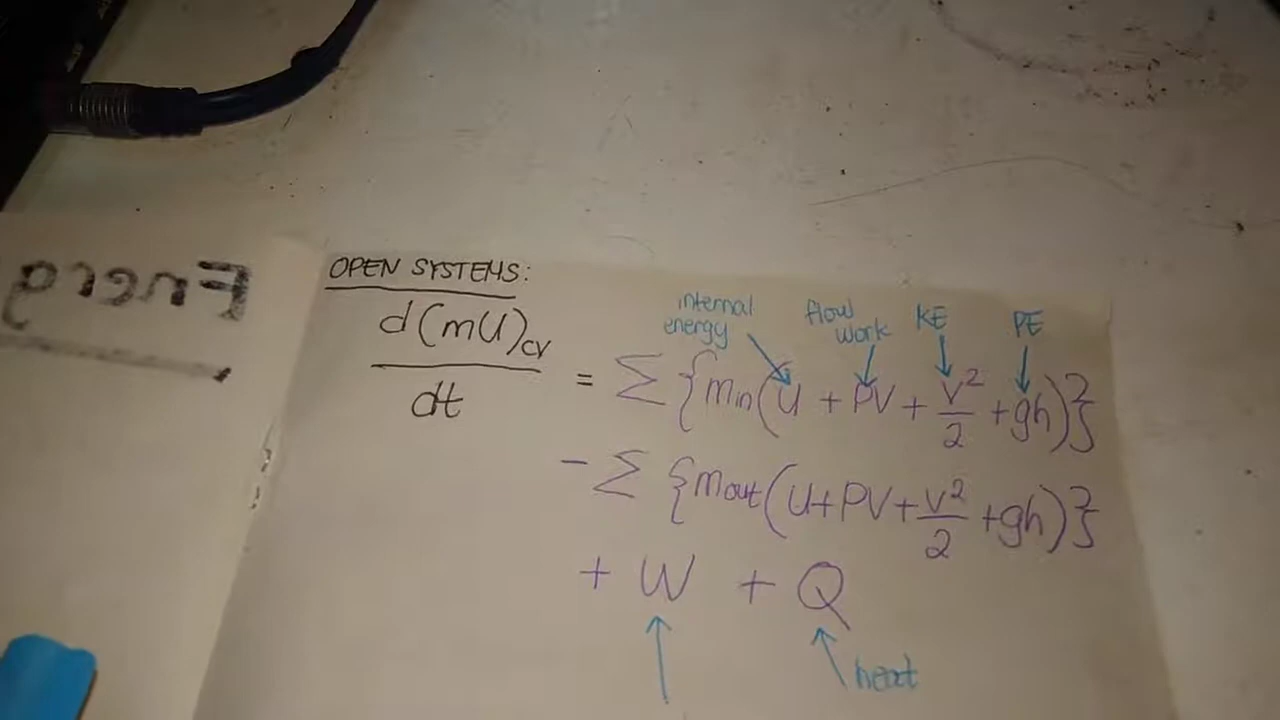 Energ
OPEN SYSTEMS:
internal energy
flow work
KE
PE
d(mU)cv
dt
= Σ {min(U + PV + v²/2 + gh)}
- Σ {mout(U+PV+v²/2 +gh)}
+ W + Q
heat